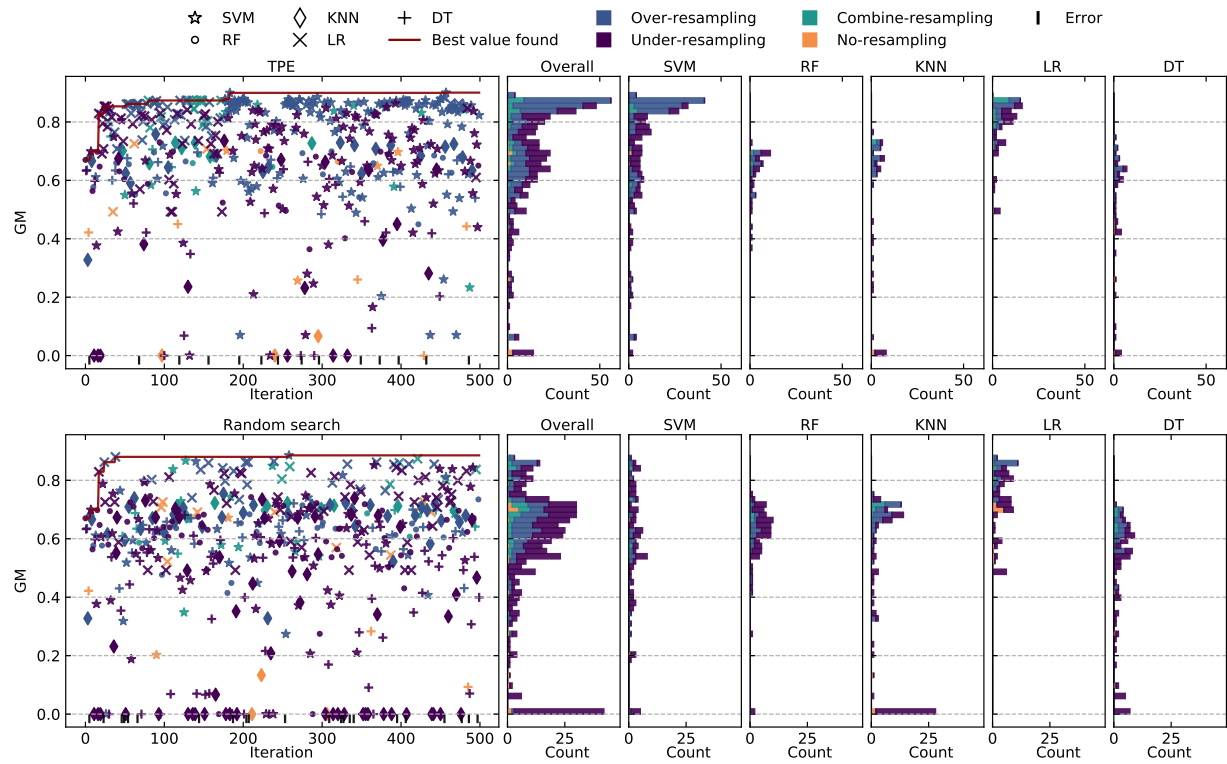 SVM KNN DT Over-resampling Combine-resampling Error
RF LR Best value found Under-resampling No-resampling
TPE Overall SVM RF KNN LR DT
0.8
0.6
GM
0.4
0.2
0.0
0 100 200 300 400 500 0 50 0 50 0 50 0 50 0 50 0 50
Iteration Count Count Count Count Count Count
Random search Overall SVM RF KNN LR DT
0.8
0.6
GM
0.4
0.2
0.0
0 100 200 300 400 500 0 25 0 25 0 25 0 25 0 25 0 25
Iteration Count Count Count Count Count Count